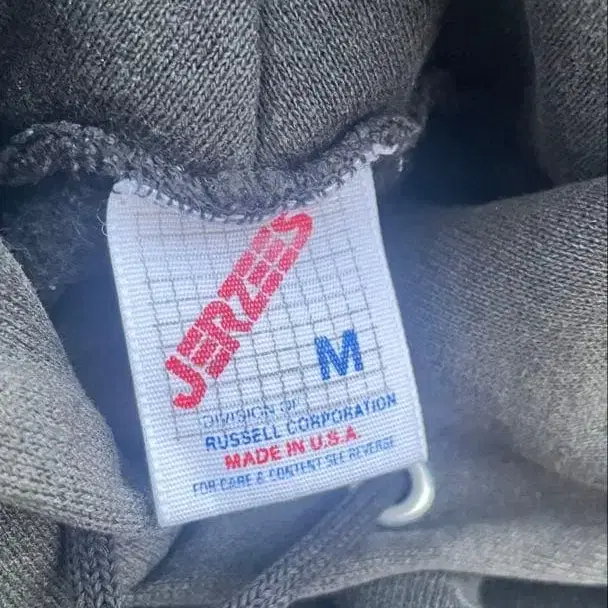 JERZEES
M
DIVISION OF
RUSSELL CORPORATION
MADE IN U.S.A.
FOR CARE & CONTENT SEE REVERSE